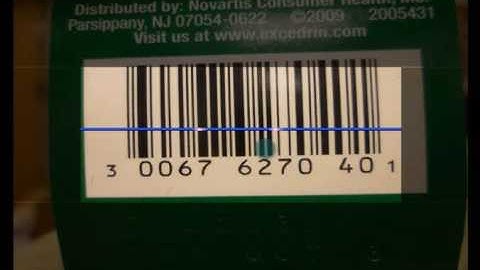 Distributed by: Novartis Consumer Health, Inc.
Parsippany, NJ 07054-0622 ©2009 2005431
Visit us at www.excedrin.com
3 0067 6270 40 1